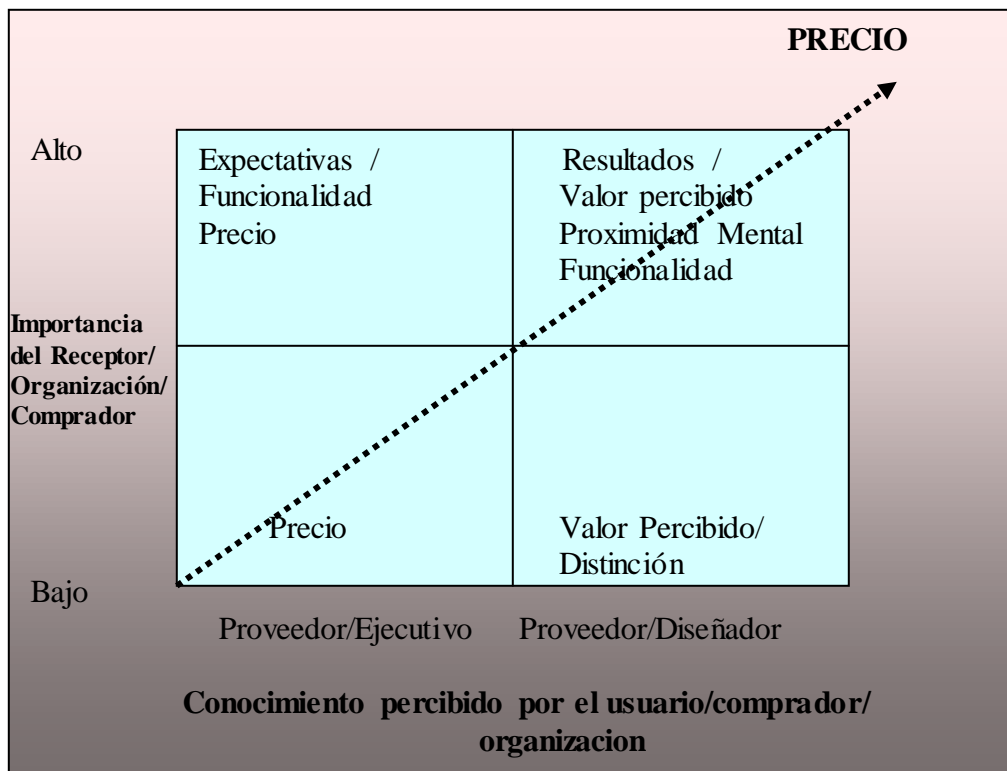 PRECIO
Alto
Expectativas /
Funcionalidad
Precio
Resultados /
Valor percibido
Proximidad Mental
Funcionalidad
Importancia
del Receptor/
Organización/
Comprador
Precio
Valor Percibido/
Distinción
Bajo
Proveedor/Ejecutivo
Proveedor/Diseñador
Conocimiento percibido por el usuario/comprador/
organizacion